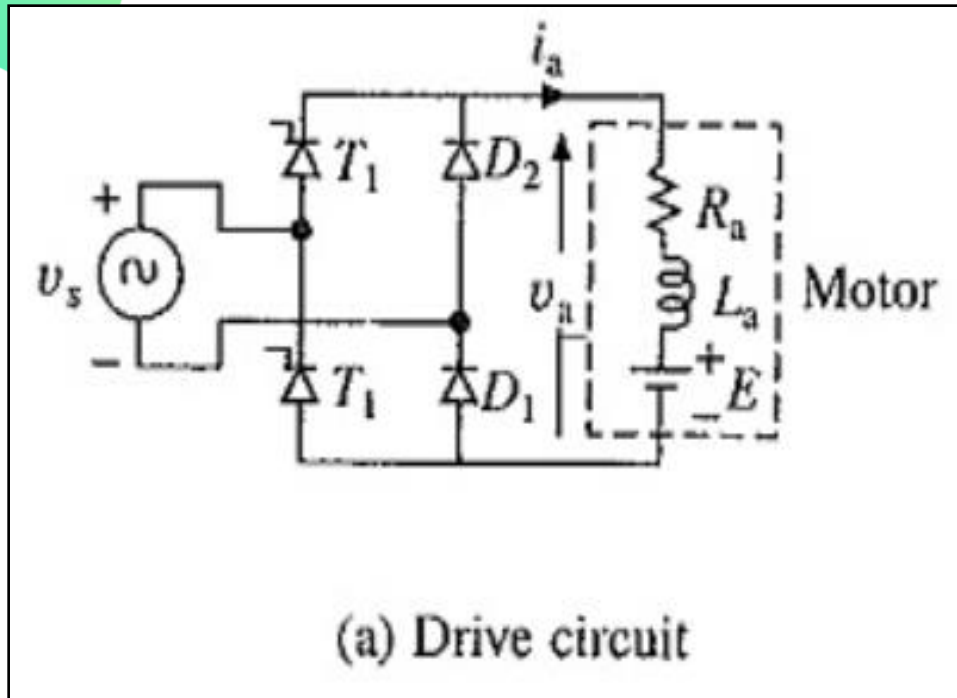 i_a
T_1 D_2
R_a
+
v_s
v_a
L_a
Motor
−
T_1 D_1
+
E
−
(a) Drive circuit